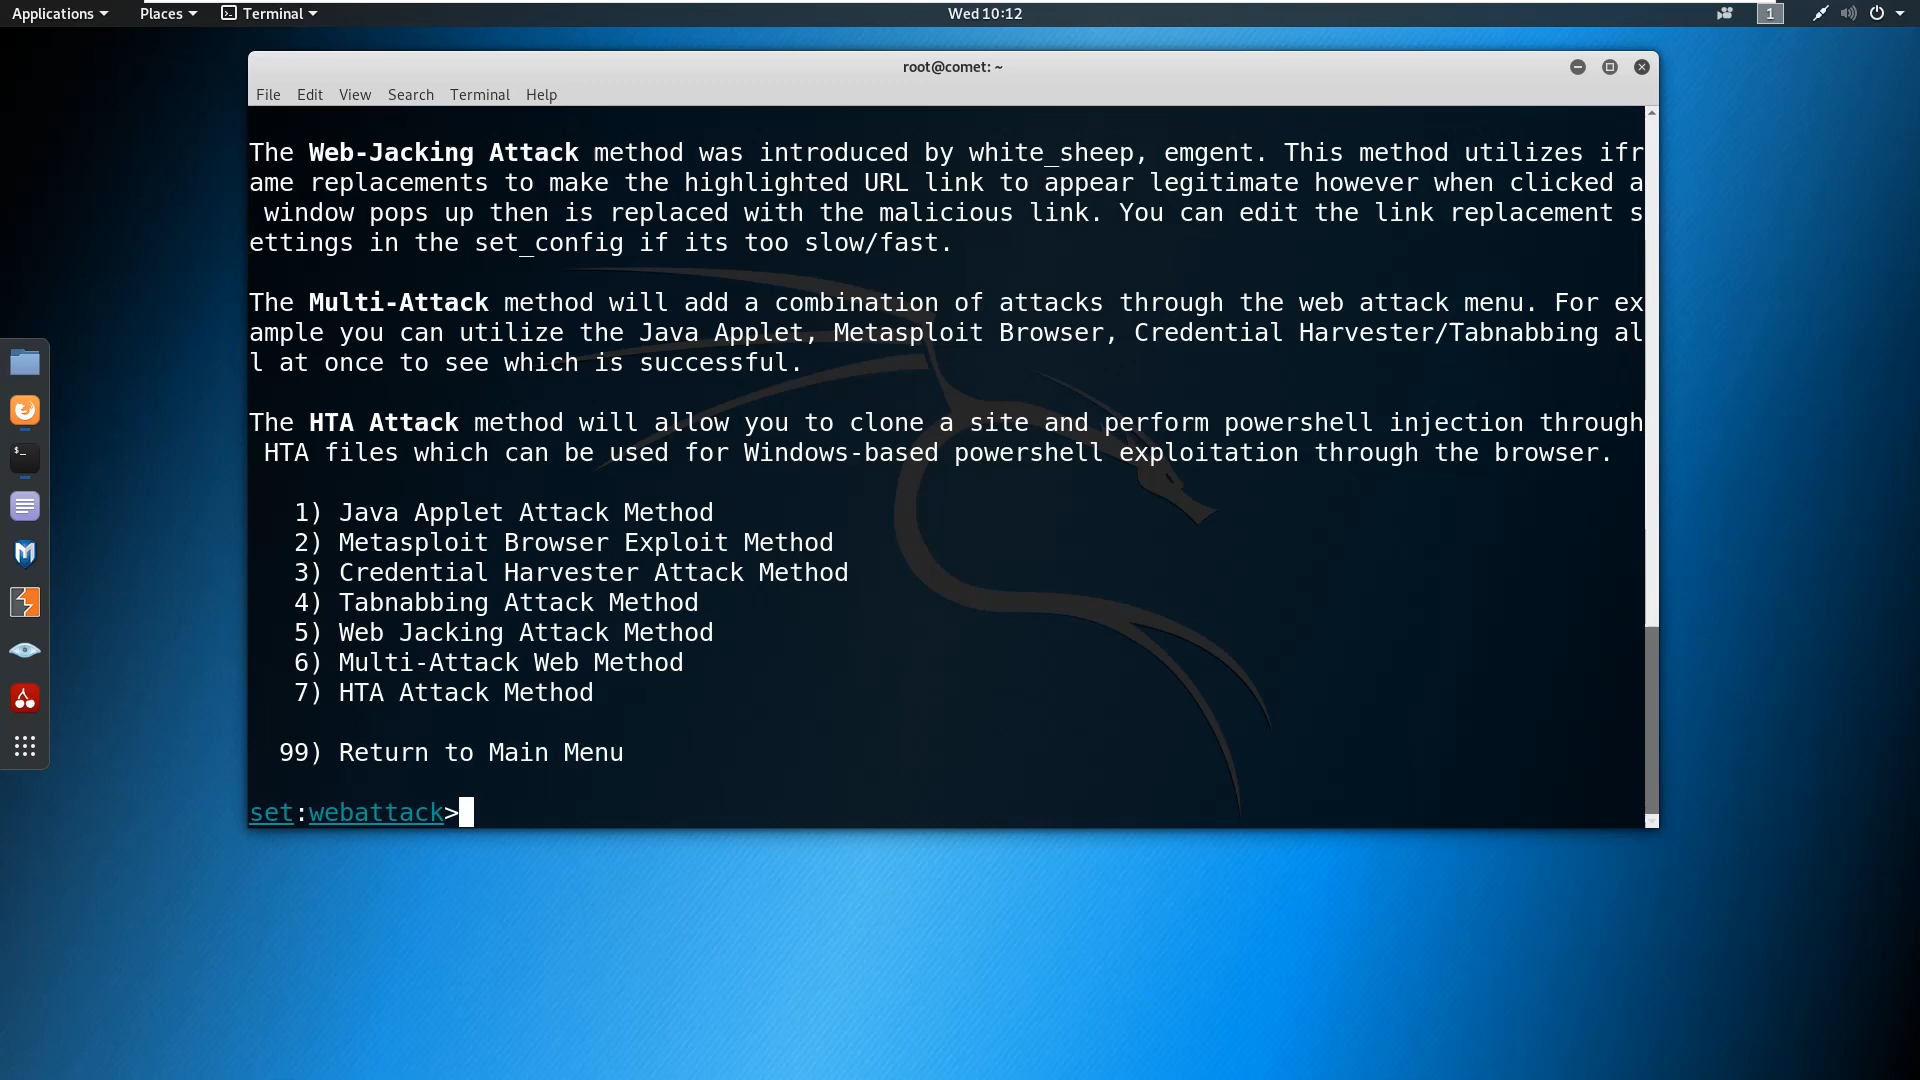 Applications Places Terminal Wed 10:12 1
root@comet: ~
File Edit View Search Terminal Help
The Web-Jacking Attack method was introduced by white_sheep, emgent. This method utilizes ifr
ame replacements to make the highlighted URL link to appear legitimate however when clicked a
window pops up then is replaced with the malicious link. You can edit the link replacement s
ettings in the set_config if its too slow/fast.
The Multi-Attack method will add a combination of attacks through the web attack menu. For ex
ample you can utilize the Java Applet, Metasploit Browser, Credential Harvester/Tabnabbing al
l at once to see which is successful.
The HTA Attack method will allow you to clone a site and perform powershell injection through
HTA files which can be used for Windows-based powershell exploitation through the browser.
1) Java Applet Attack Method
2) Metasploit Browser Exploit Method
3) Credential Harvester Attack Method
4) Tabnabbing Attack Method
5) Web Jacking Attack Method
6) Multi-Attack Web Method
7) HTA Attack Method
99) Return to Main Menu
set:webattack>